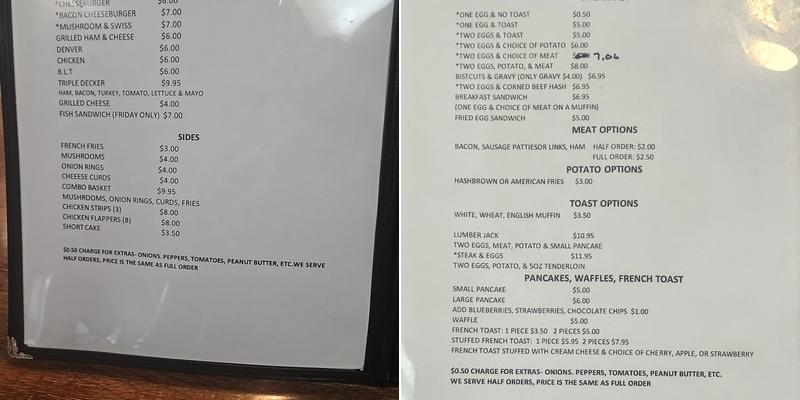 *CHEESEBURGER $6.00
*BACON CHEESEBURGER $7.00
*MUSHROOM & SWISS $7.00
GRILLED HAM & CHEESE $6.00
DENVER $6.00
CHICKEN $6.00
B.L.T $6.00
TRIPLE DECKER $9.95
HAM, BACON, TURKEY, TOMATO, LETTUCE & MAYO
GRILLED CHEESE $4.00
FISH SANDWICH (FRIDAY ONLY) $7.00
SIDES
FRENCH FRIES $3.00
MUSHROOMS $4.00
ONION RINGS $4.00
CHEEESE CURDS $4.00
COMBO BASKET $9.95
MUSHROOMS, ONION RINGS, CURDS, FRIES
CHICKEN STRIPS (3) $8.00
CHICKEN FLAPPERS (8) $8.00
SHORT CAKE $3.50
$0.50 CHARGE FOR EXTRAS- ONIONS. PEPPERS, TOMATOES, PEANUT BUTTER, ETC.WE SERVE
HALF ORDERS, PRICE IS THE SAME AS FULL ORDER
*ONE EGG & NO TOAST $0.50
*ONE EGG & TOAST $5.00
*TWO EGGS & TOAST $5.00
*TWO EGGS & CHOICE OF POTATO $6.00
*TWO EGGS & CHOICE OF MEAT 7.00
*TWO EGGS, POTATO, & MEAT $8.00
BISTCUITS & GRAVY (ONLY GRAVY $4.00) $6.95
*TWO EGGS & CORNED BEEF HASH $6.95
BREAKFAST SANDWICH $6.95
(ONE EGG & CHOICE OF MEAT ON A MUFFIN)
FRIED EGG SANDWICH $5.00
MEAT OPTIONS
BACON, SAUSAGE PATTIESOR LINKS, HAM HALF ORDER: $2.00
FULL ORDER: $2.50
POTATO OPTIONS
HASHBROWN OR AMERICAN FRIES $3.00
TOAST OPTIONS
WHITE, WHEAT, ENGLISH MUFFIN $3.50
LUMBER JACK $10.95
TWO EGGS, MEAT, POTATO & SMALL PANCAKE
*STEAK & EGGS $11.95
TWO EGGS, POTATO, & 5OZ TENDERLOIN
PANCAKES, WAFFLES, FRENCH TOAST
SMALL PANCAKE $5.00
LARGE PANCAKE $6.00
ADD BLUEBERRIES, STRAWBERRIES, CHOCOLATE CHIPS $1.00
WAFFLE $5.00
FRENCH TOAST: 1 PIECE $3.50 2 PIECES $5.00
STUFFED FRENCH TOAST: 1 PIECE $5.95 2 PIECES $7.95
FRENCH TOAST STUFFED WITH CREAM CHEESE & CHOICE OF CHERRY, APPLE, OR STRAWBERRY
$0.50 CHARGE FOR EXTRAS- ONIONS. PEPPERS, TOMATOES, PEANUT BUTTER, ETC.
WE SERVE HALF ORDERS, PRICE IS THE SAME AS FULL ORDER